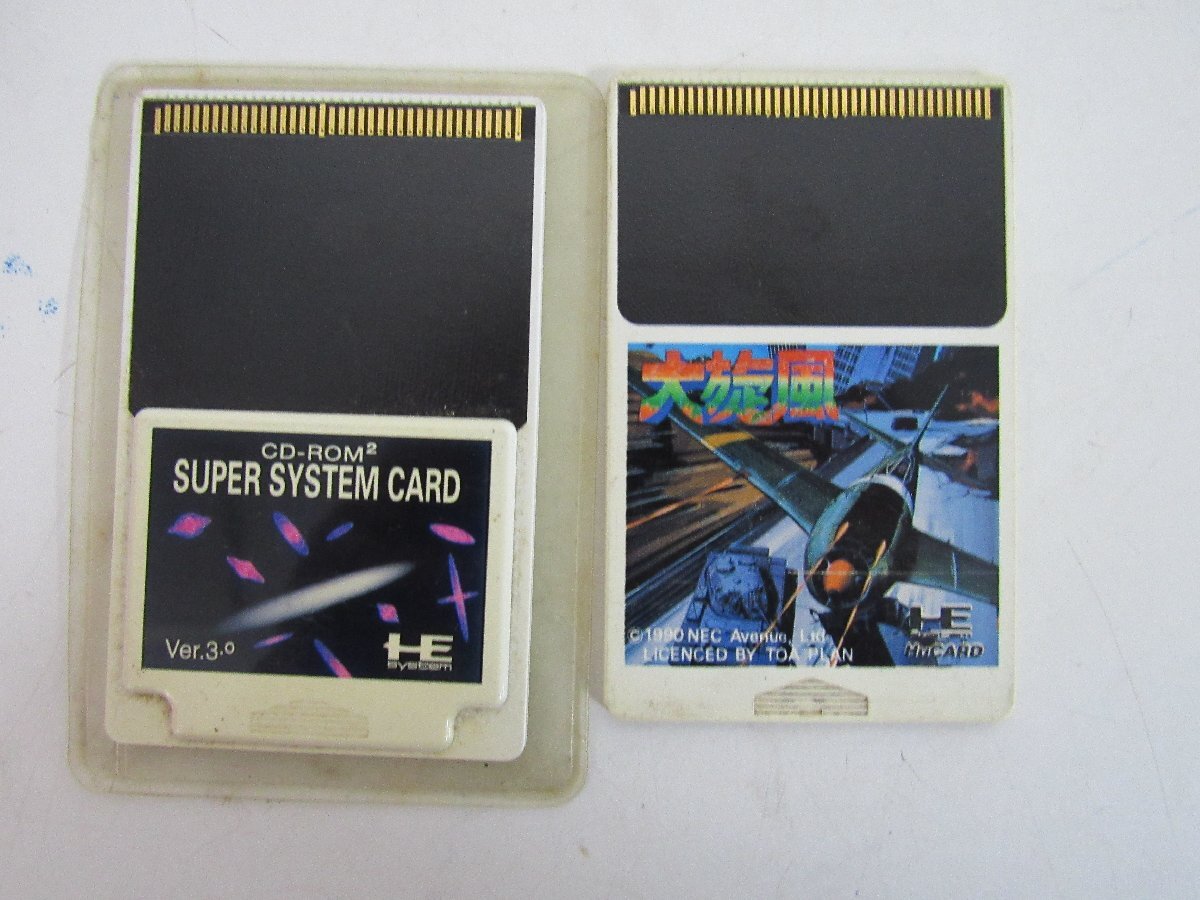 CD-ROM²
SUPER SYSTEM CARD
Ver.3.0
HE
system
大旋風
©1990 NEC Avenue, Ltd.
LICENCED BY TOA PLAN
HE
HuCARD